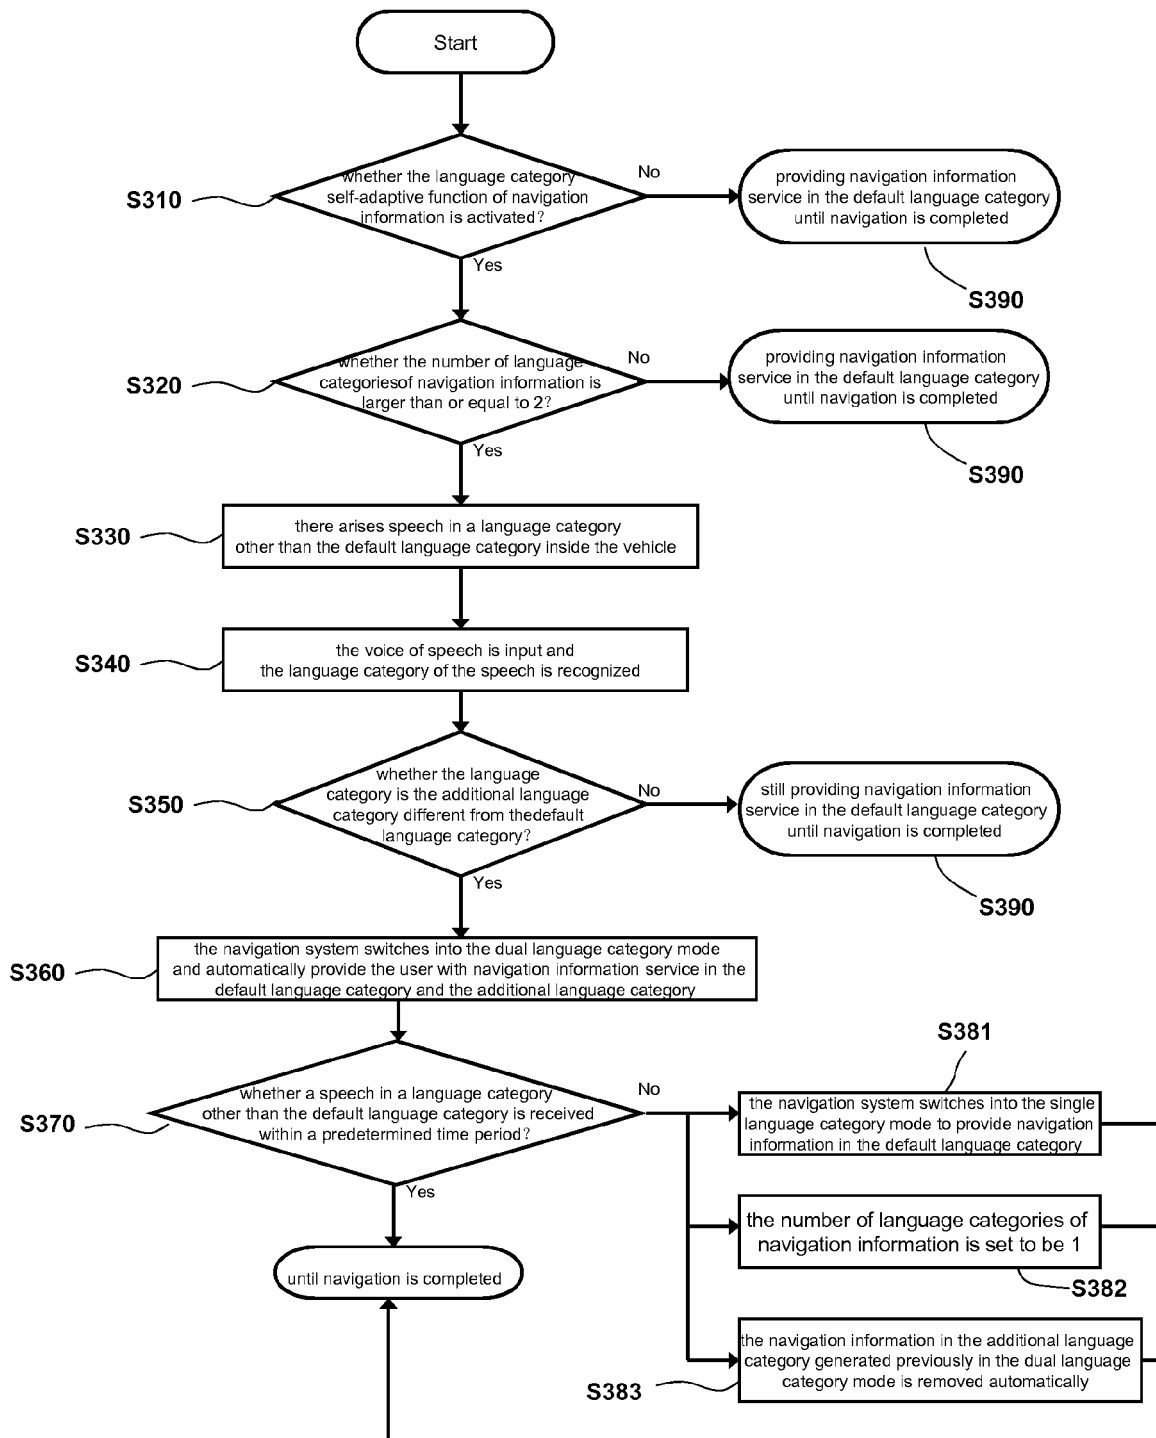 Start
whether the language category
self-adaptive function of navigation
information is activated?
S310
No
providing navigation information
service in the default language category
until navigation is completed
S390
Yes
whether the number of language
categoriesof navigation information is
larger than or equal to 2?
S320
No
providing navigation information
service in the default language category
until navigation is completed
S390
Yes
there arises speech in a language category
other than the default language category inside the vehicle
S330
the voice of speech is input and
the language category of the speech is recognized
S340
whether the language
category is the additional language
category different from thedefault
language category?
S350
No
still providing navigation information
service in the default language category
until navigation is completed
S390
Yes
the navigation system switches into the dual language category mode
and automatically provide the user with navigation information service in the
default language category and the additional language category
S360
whether a speech in a language category
other than the default language category is received
within a predetermined time period?
S370
No
S381
the navigation system switches into the single
language category mode to provide navigation
information in the default language category
Yes
the number of language categories of
navigation information is set to be 1
S382
until navigation is completed
the navigation information in the additional language
category generated previously in the dual language
category mode is removed automatically
S383